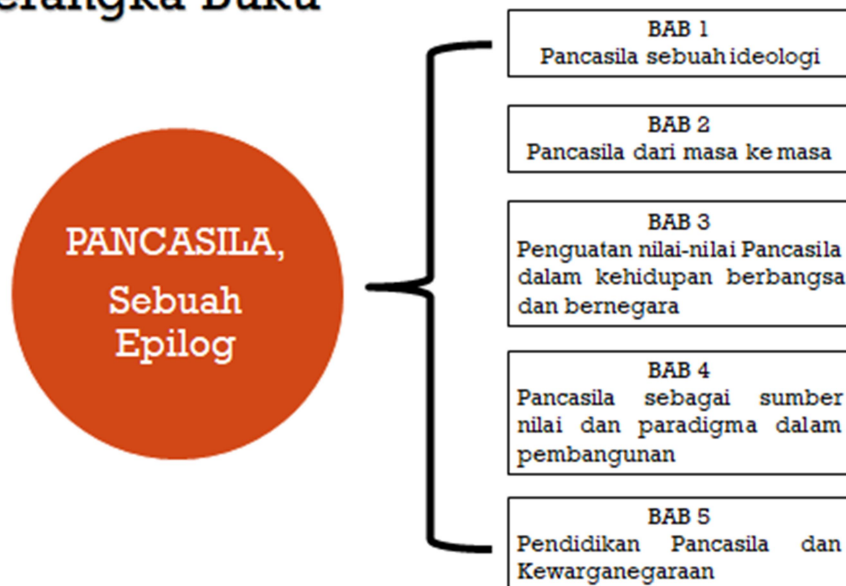 erangka Buku
PANCASILA,
Sebuah
Epilog
BAB 1
Pancasila sebuah ideologi
BAB 2
Pancasila dari masa ke masa
BAB 3
Penguatan nilai-nilai Pancasila
dalam kehidupan berbangsa
dan bernegara
BAB 4
Pancasila sebagai sumber
nilai dan paradigma dalam
pembangunan
BAB 5
Pendidikan Pancasila dan
Kewarganegaraan